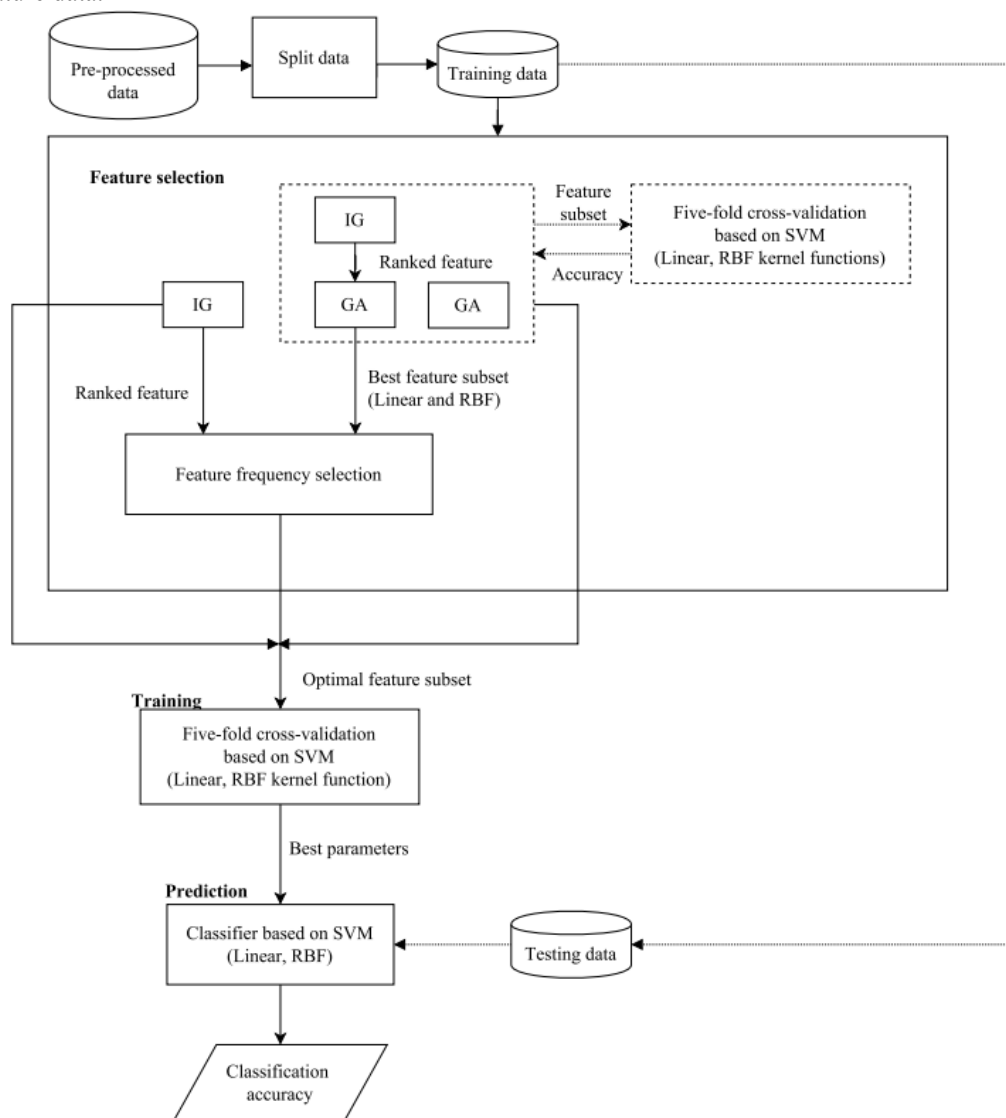 Pre-processed
data
Split data
Training data
Feature selection
IG
Ranked feature
GA
GA
Feature
subset
Accuracy
Five-fold cross-validation
based on SVM
(Linear, RBF kernel functions)
IG
Ranked feature
Best feature subset
(Linear and RBF)
Feature frequency selection
Optimal feature subset
Training
Five-fold cross-validation
based on SVM
(Linear, RBF kernel function)
Best parameters
Prediction
Classifier based on SVM
(Linear, RBF)
Testing data
Classification
accuracy